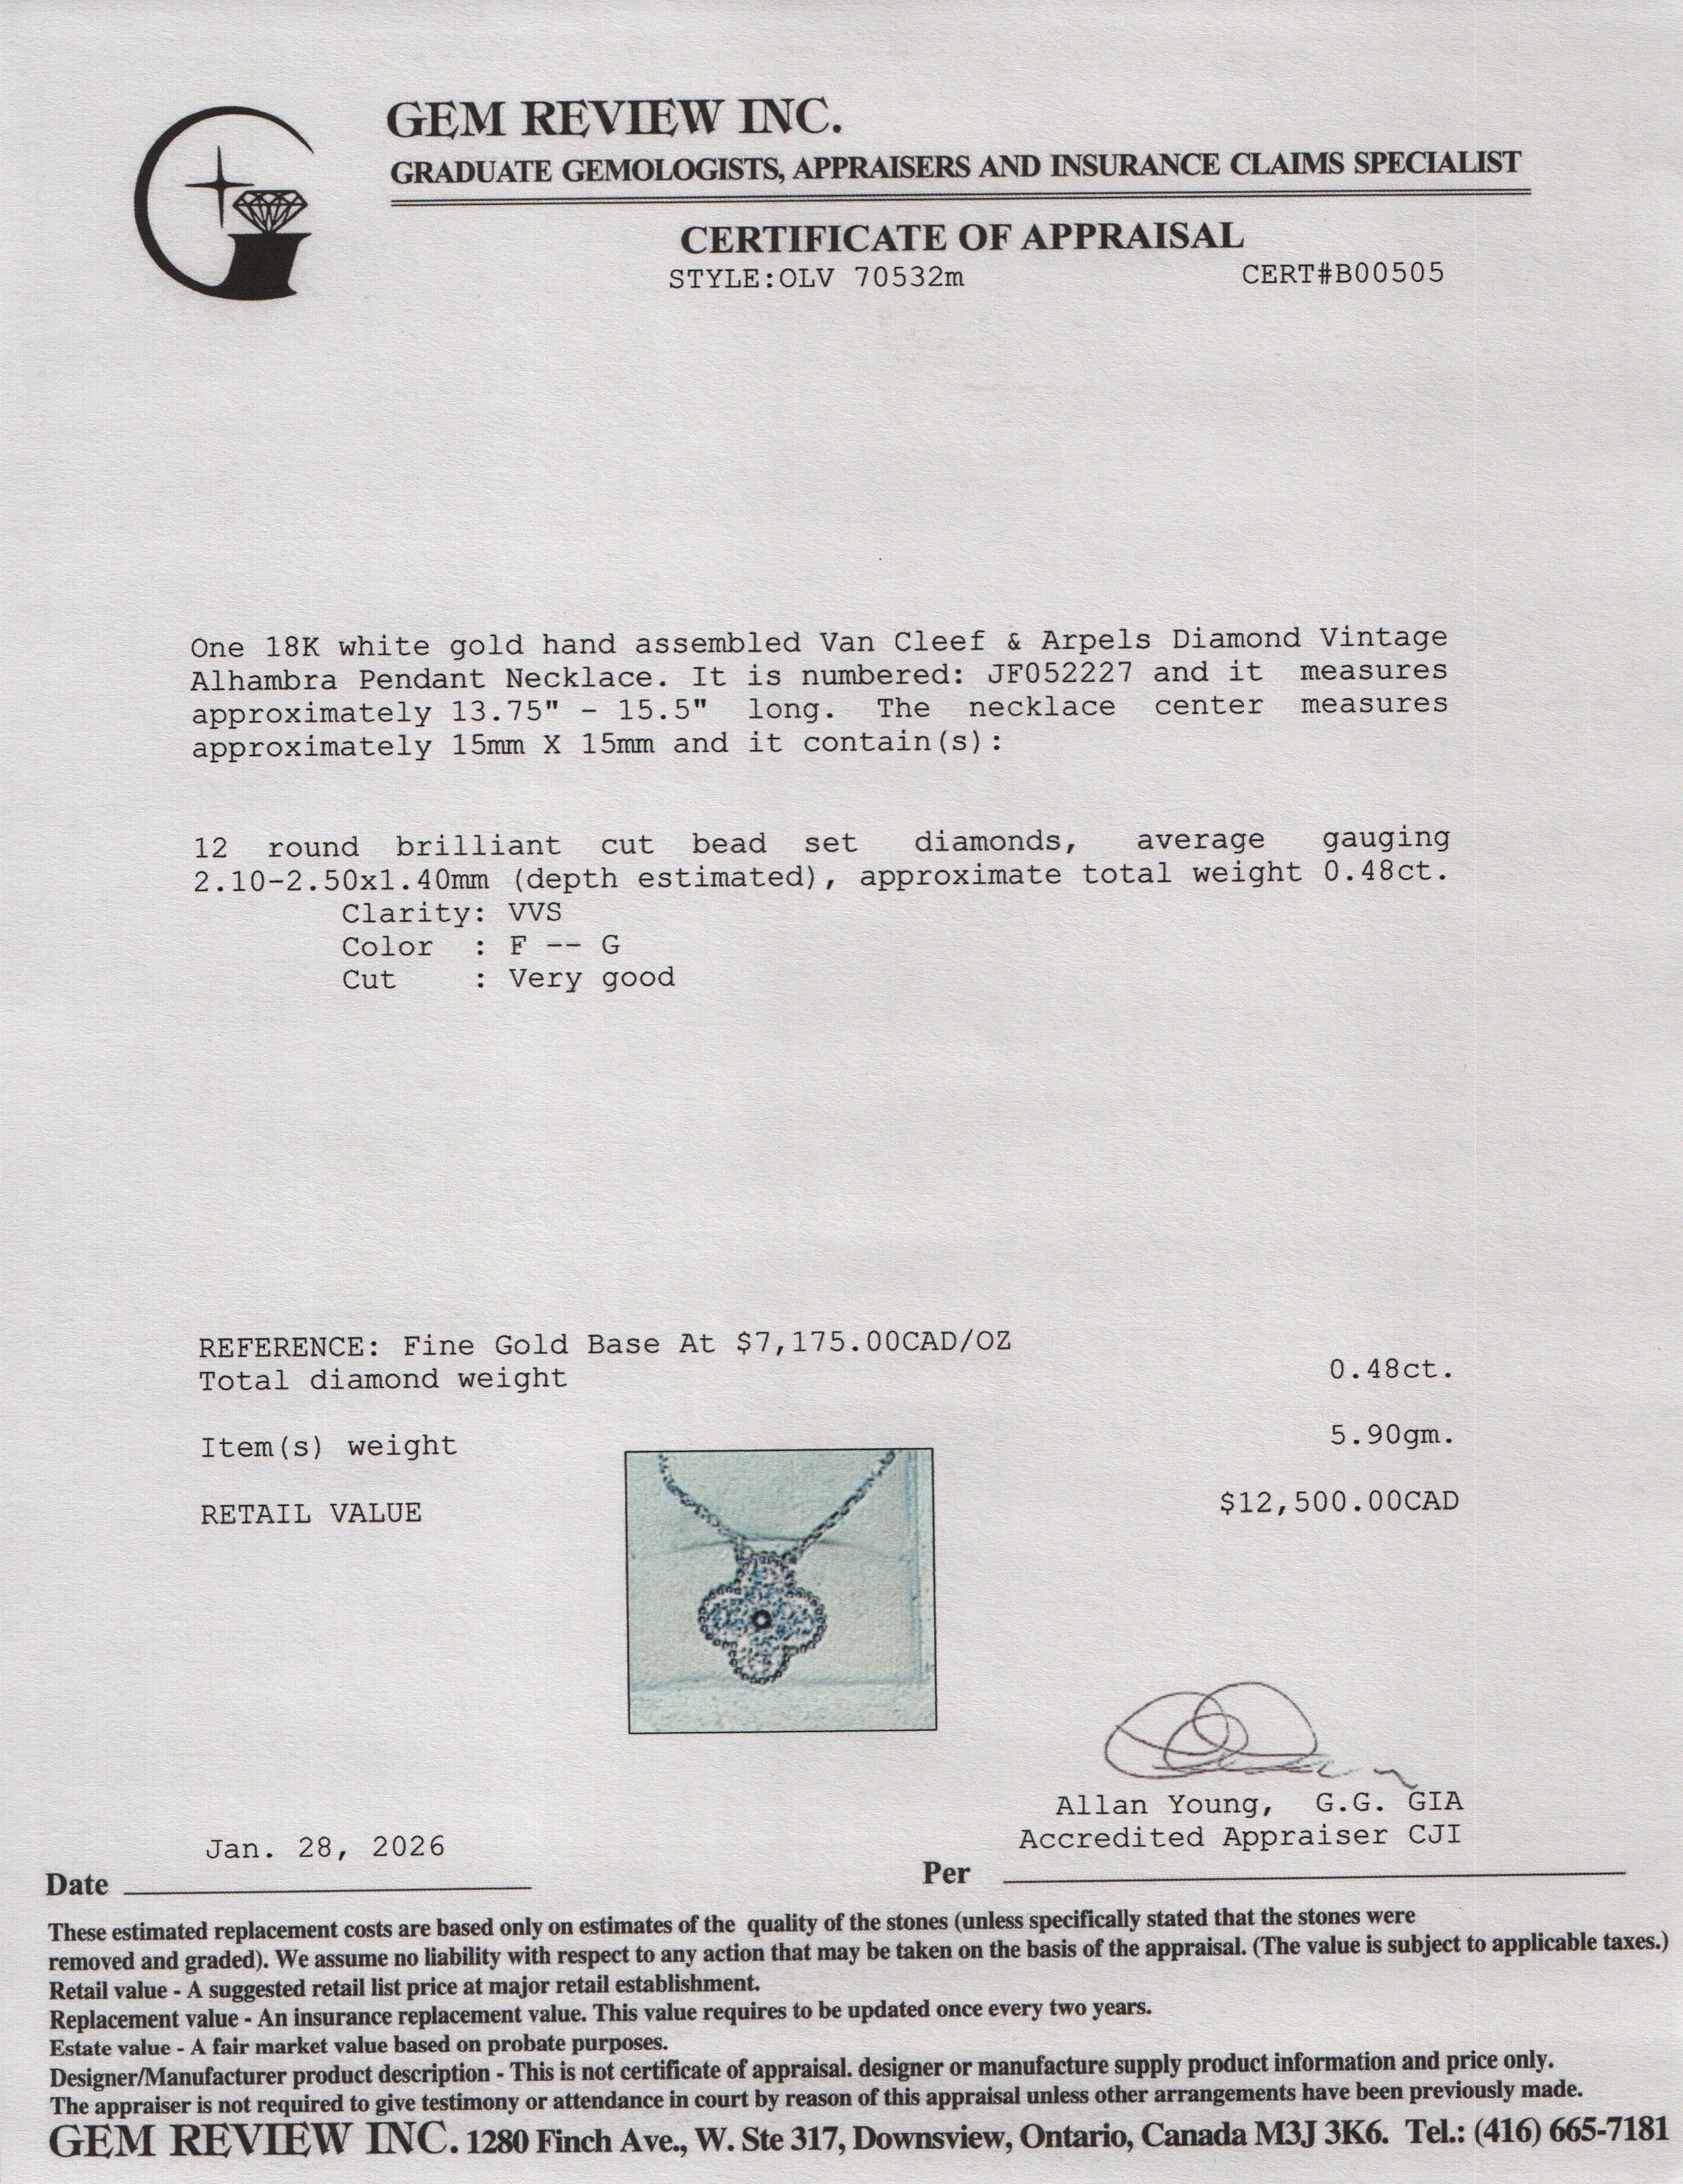 GEM REVIEW INC.
GRADUATE GEMOLOGISTS, APPRAISERS AND INSURANCE CLAIMS SPECIALIST
CERTIFICATE OF APPRAISAL
STYLE:OLV 70532m CERT#B00505
One 18K white gold hand assembled Van Cleef & Arpels Diamond Vintage
Alhambra Pendant Necklace. It is numbered: JF052227 and it measures
approximately 13.75" - 15.5" long. The necklace center measures
approximately 15mm X 15mm and it contain(s):
12 round brilliant cut bead set diamonds, average gauging
2.10-2.50x1.40mm (depth estimated), approximate total weight 0.48ct.
Clarity: VVS
Color : F -- G
Cut : Very good
REFERENCE: Fine Gold Base At $7,175.00CAD/OZ
Total diamond weight 0.48ct.
Item(s) weight 5.90gm.
RETAIL VALUE $12,500.00CAD
Allan Young, G.G. GIA
Accredited Appraiser CJI
Jan. 28, 2026
Date Per
These estimated replacement costs are based only on estimates of the quality of the stones (unless specifically stated that the stones were
removed and graded). We assume no liability with respect to any action that may be taken on the basis of the appraisal. (The value is subject to applicable taxes.)
Retail value - A suggested retail list price at major retail establishment.
Replacement value - An insurance replacement value. This value requires to be updated once every two years.
Estate value - A fair market value based on probate purposes.
Designer/Manufacturer product description - This is not certificate of appraisal. designer or manufacture supply product information and price only.
The appraiser is not required to give testimony or attendance in court by reason of this appraisal unless other arrangements have been previously made.
GEM REVIEW INC. 1280 Finch Ave., W. Ste 317, Downsview, Ontario, Canada M3J 3K6. Tel.: (416) 665-7181